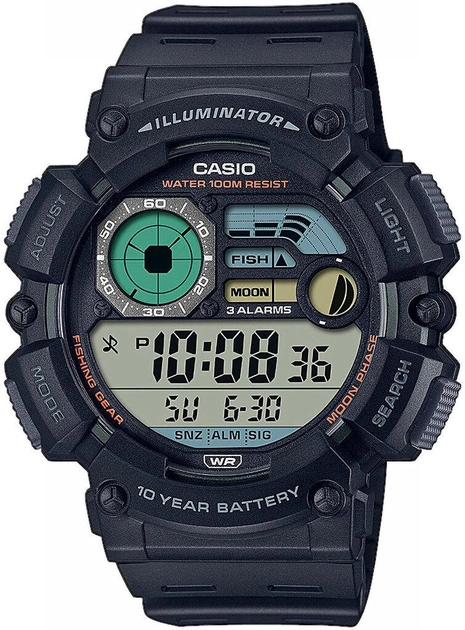 ILLUMINATOR
CASIO
WATER 100M RESIST
ADJUST
LIGHT
60
50 10
40 20
30
FISH
MOON
3 ALARMS
P 10:08 36
SU 6-30
SNZ ALM SIG
FISHING GEAR
MOON PHASE
MODE
SEARCH
WR
10 YEAR BATTERY